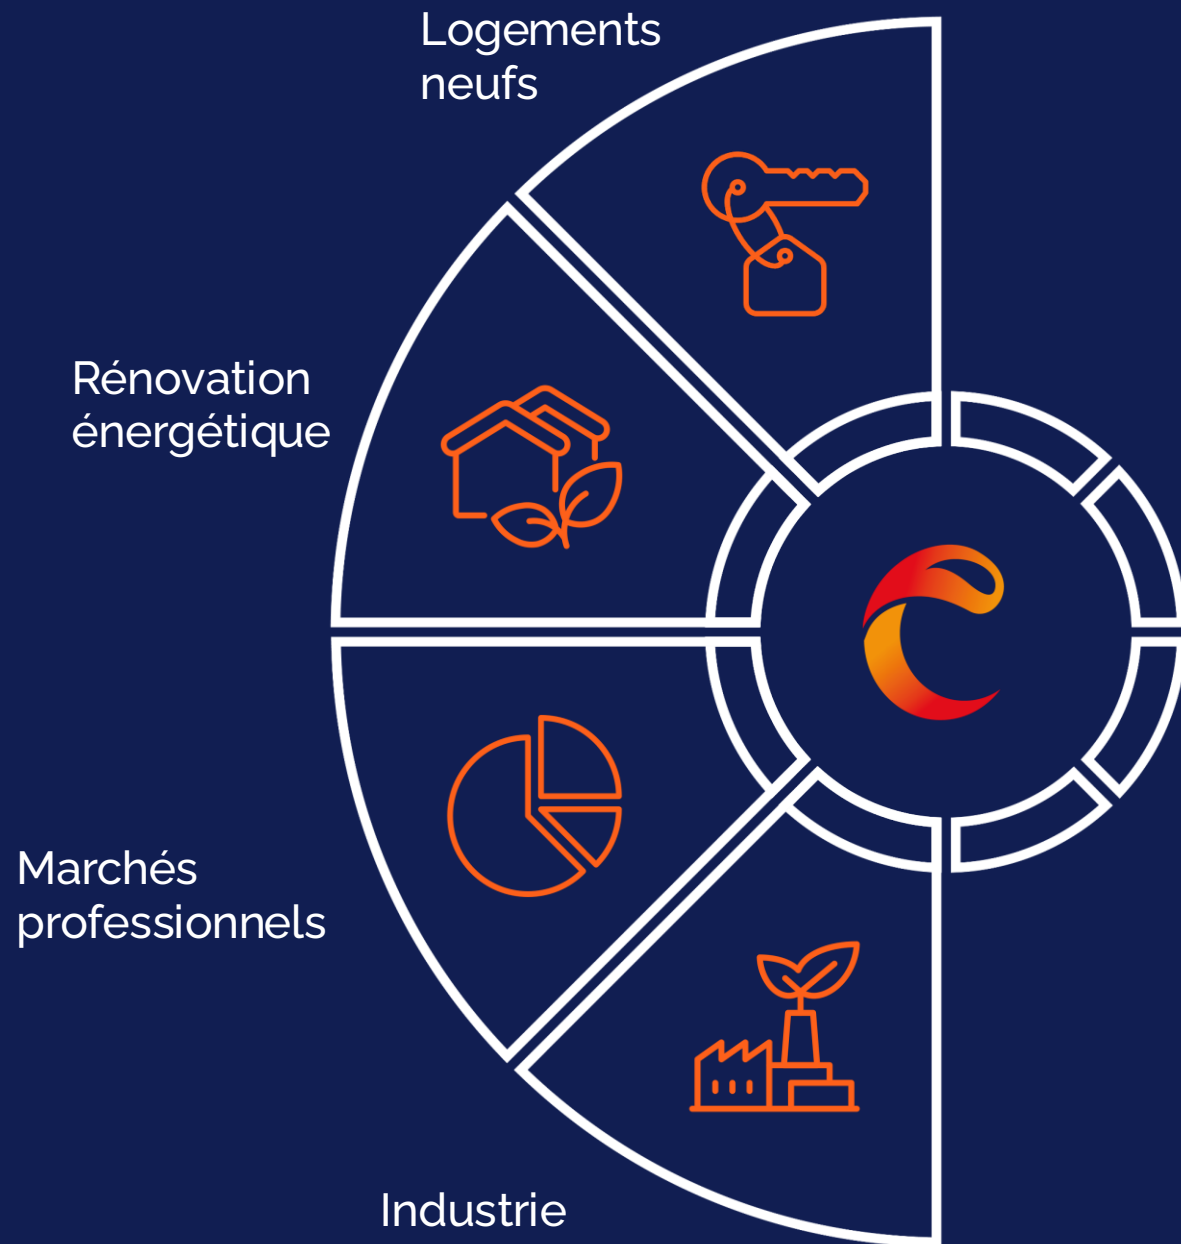 Logements
neufs
Rénovation
énergétique
Marchés
professionnels
Industrie